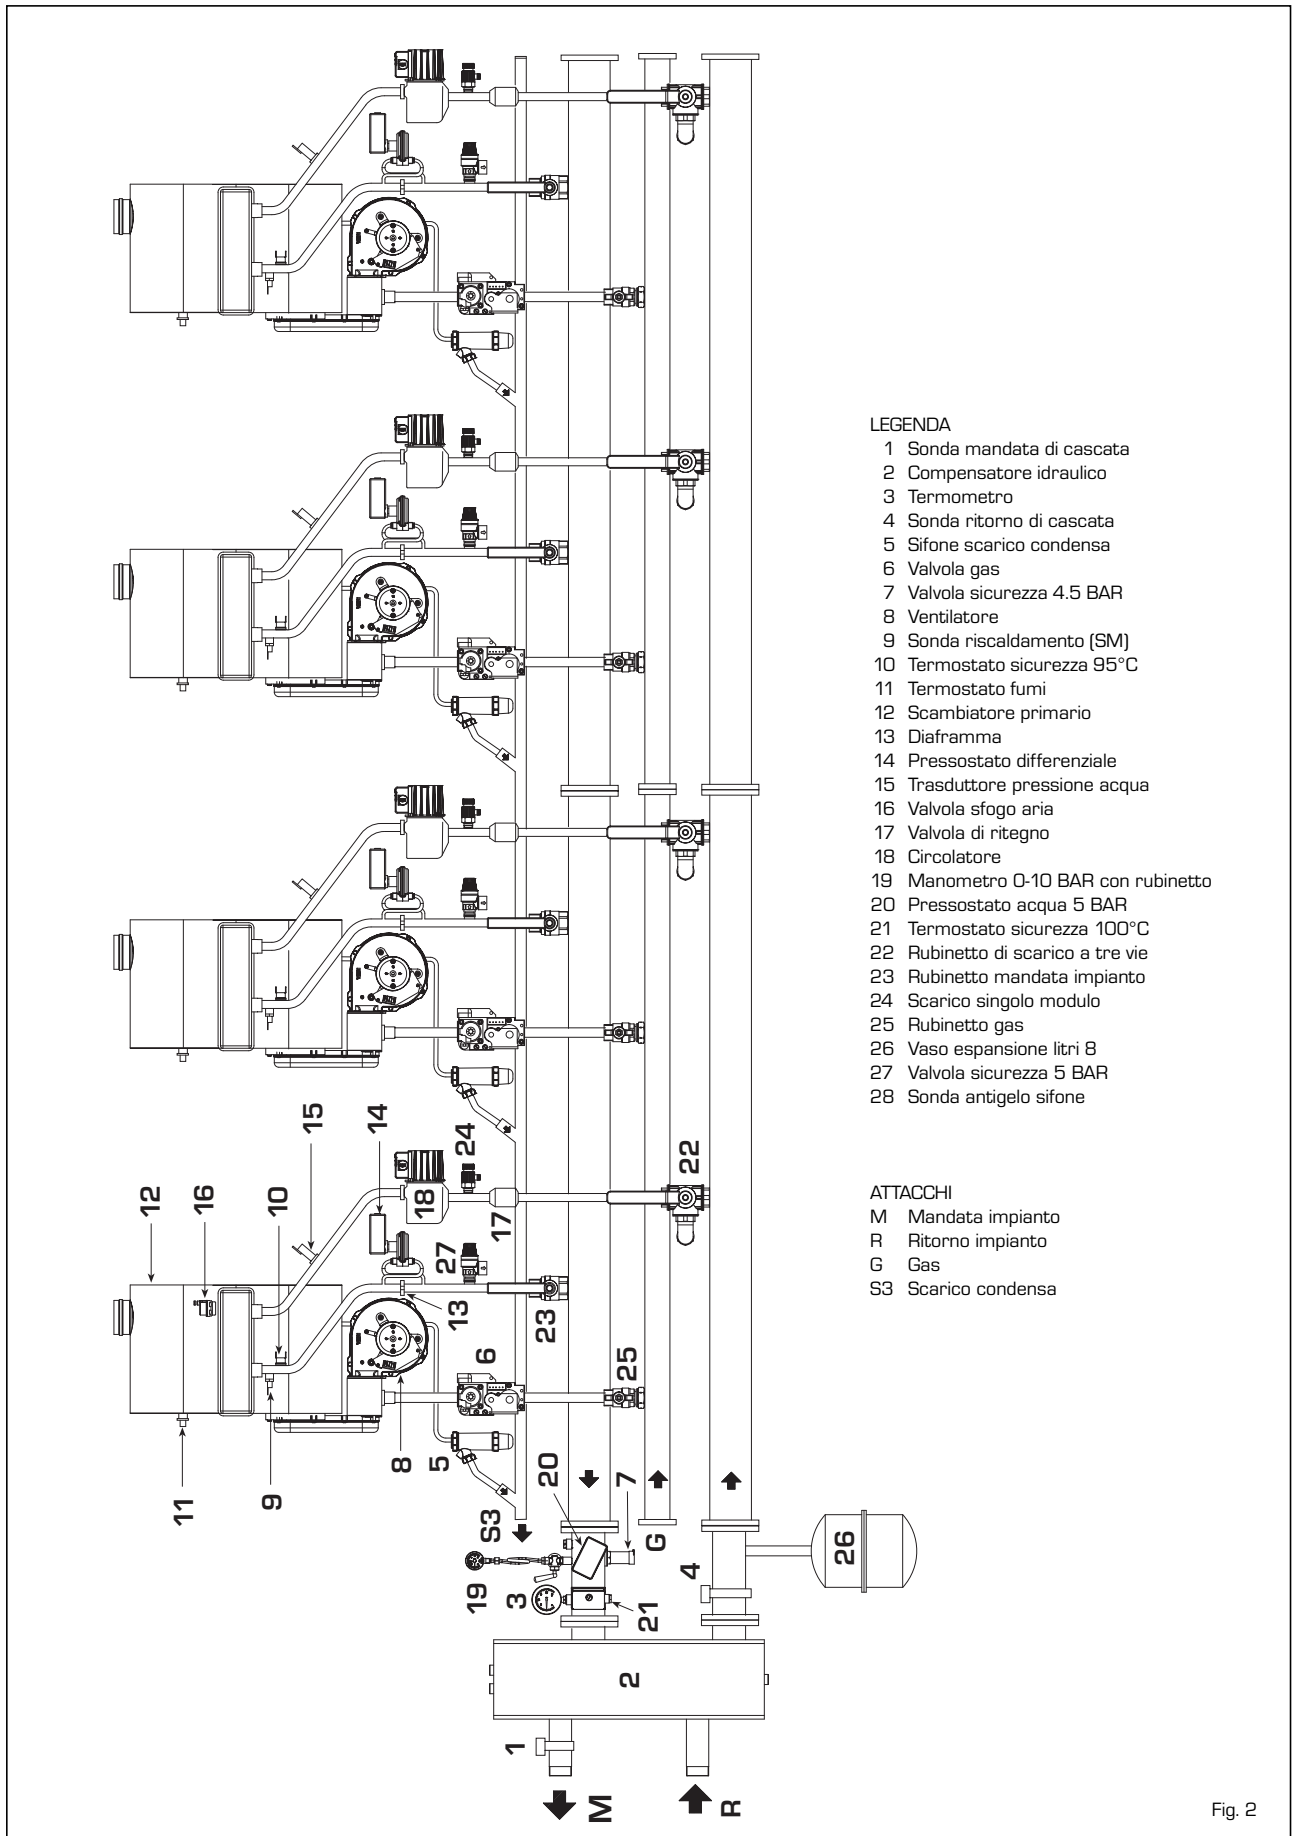 LEGENDA
1 Sonda mandata di cascata
2 Compensatore idraulico
3 Termometro
4 Sonda ritorno di cascata
5 Sifone scarico condensa
6 Valvola gas
7 Valvola sicurezza 4.5 BAR
8 Ventilatore
9 Sonda riscaldamento (SM)
10 Termostato sicurezza 95°C
11 Termostato fumi
12 Scambiatore primario
13 Diaframma
14 Pressostato differenziale
15 Trasduttore pressione acqua
16 Valvola sfogo aria
17 Valvola di ritegno
18 Circolatore
19 Manometro 0-10 BAR con rubinetto
20 Pressostato acqua 5 BAR
21 Termostato sicurezza 100°C
22 Rubinetto di scarico a tre vie
23 Rubinetto mandata impianto
24 Scarico singolo modulo
25 Rubinetto gas
26 Vaso espansione litri 8
27 Valvola sicurezza 5 BAR
28 Sonda antigelo sifone
ATTACCHI
M Mandata impianto
R Ritorno impianto
G Gas
S3 Scarico condensa
15
14
24
22
12
16
10
18
17
27
13
23
6
25
11
9
8
5
S3
20
7
G
26
19
3
21
4
2
1
M
R
Fig. 2